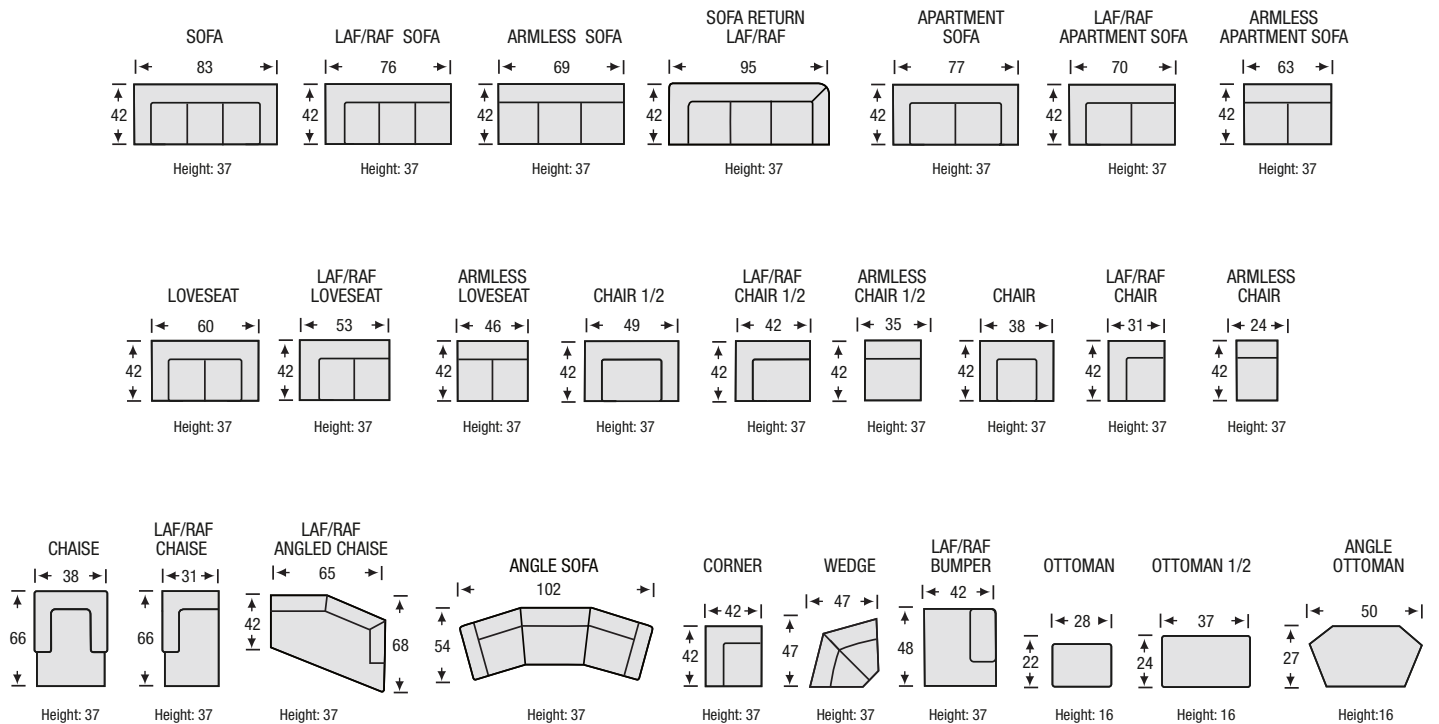 SOFA
83
42
Height: 37
LAF/RAF SOFA
76
42
Height: 37
ARMLESS SOFA
69
42
Height: 37
SOFA RETURN
LAF/RAF
95
42
Height: 37
APARTMENT
SOFA
77
42
Height: 37
LAF/RAF
APARTMENT SOFA
70
42
Height: 37
ARMLESS
APARTMENT SOFA
63
42
Height: 37
LOVESEAT
60
42
Height: 37
LAF/RAF
LOVESEAT
53
42
Height: 37
ARMLESS
LOVESEAT
46
42
Height: 37
CHAIR 1/2
49
42
Height: 37
LAF/RAF
CHAIR 1/2
42
42
Height: 37
ARMLESS
CHAIR 1/2
35
42
Height: 37
CHAIR
38
42
Height: 37
LAF/RAF
CHAIR
31
42
Height: 37
ARMLESS
CHAIR
24
42
Height: 37
CHAISE
38
66
Height: 37
LAF/RAF
CHAISE
31
66
Height: 37
LAF/RAF
ANGLED CHAISE
65
42
68
Height: 37
ANGLE SOFA
102
54
Height: 37
CORNER
42
42
Height: 37
WEDGE
47
47
Height: 37
LAF/RAF
BUMPER
42
48
Height: 37
OTTOMAN
28
22
Height: 16
OTTOMAN 1/2
37
24
Height: 16
ANGLE
OTTOMAN
50
27
Height:16